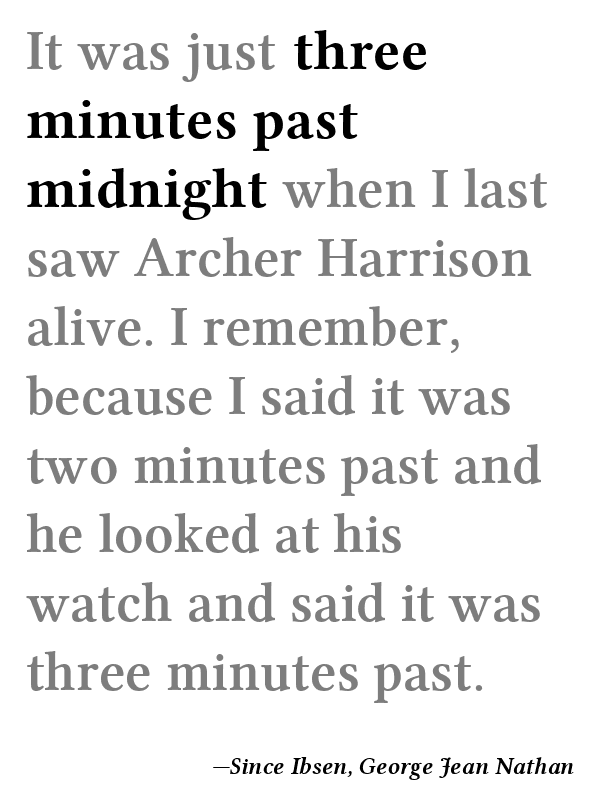 It was just three
minutes past
midnight when I last
saw Archer Harrison
alive. I remember,
because I said it was
two minutes past and
he looked at his
watch and said it was
three minutes past.
—Since Ibsen, George Jean Nathan